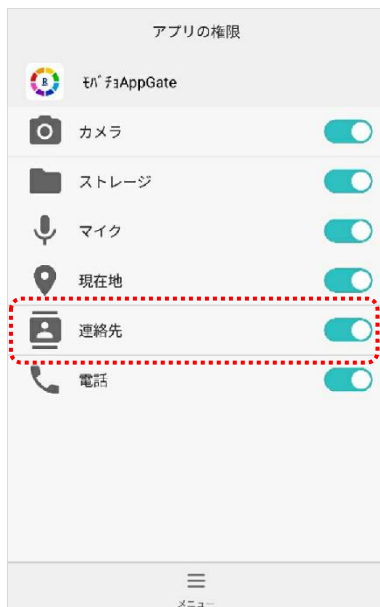 アプリの権限
R
ﾓﾊﾞﾁｮAppGate
カメラ
ストレージ
マイク
現在地
連絡先
電話
メニュー